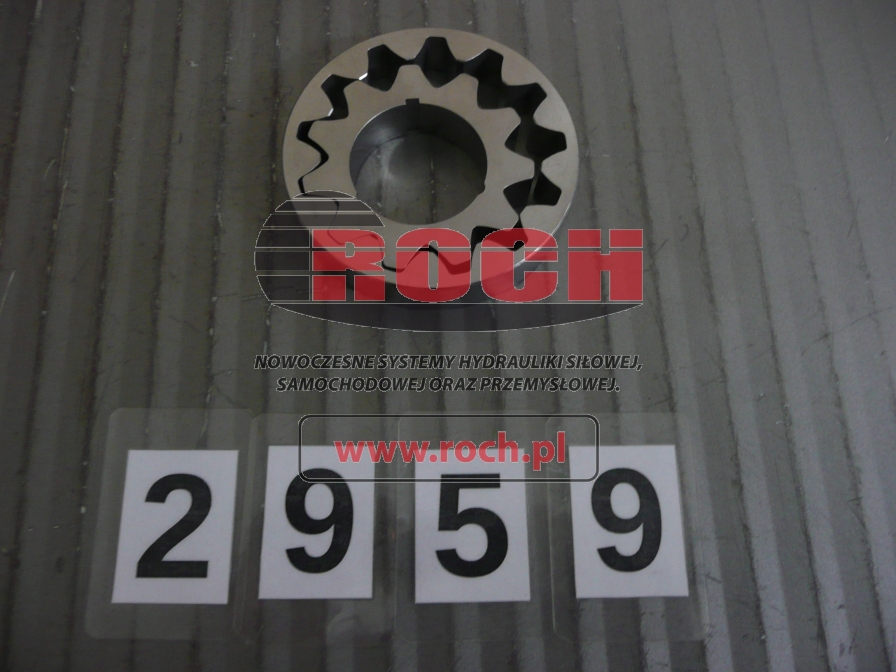 ROCH
NOWOCZESNE SYSTEMY HYDRAULIKI SIŁOWEJ,
SAMOCHODOWEJ ORAZ PRZEMYSŁOWEJ.
www.roch.pl
2959